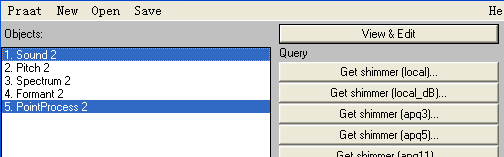 Praat New Open Save
Objects:
1. Sound 2
2. Pitch 2
3. Spectrum 2
4. Formant 2
5. PointProcess 2
He
View & Edit
Query
Get shimmer (local)...
Get shimmer (local_dB)...
Get shimmer (apq3)...
Get shimmer (apq5)...
Get shimmer (apq11)...